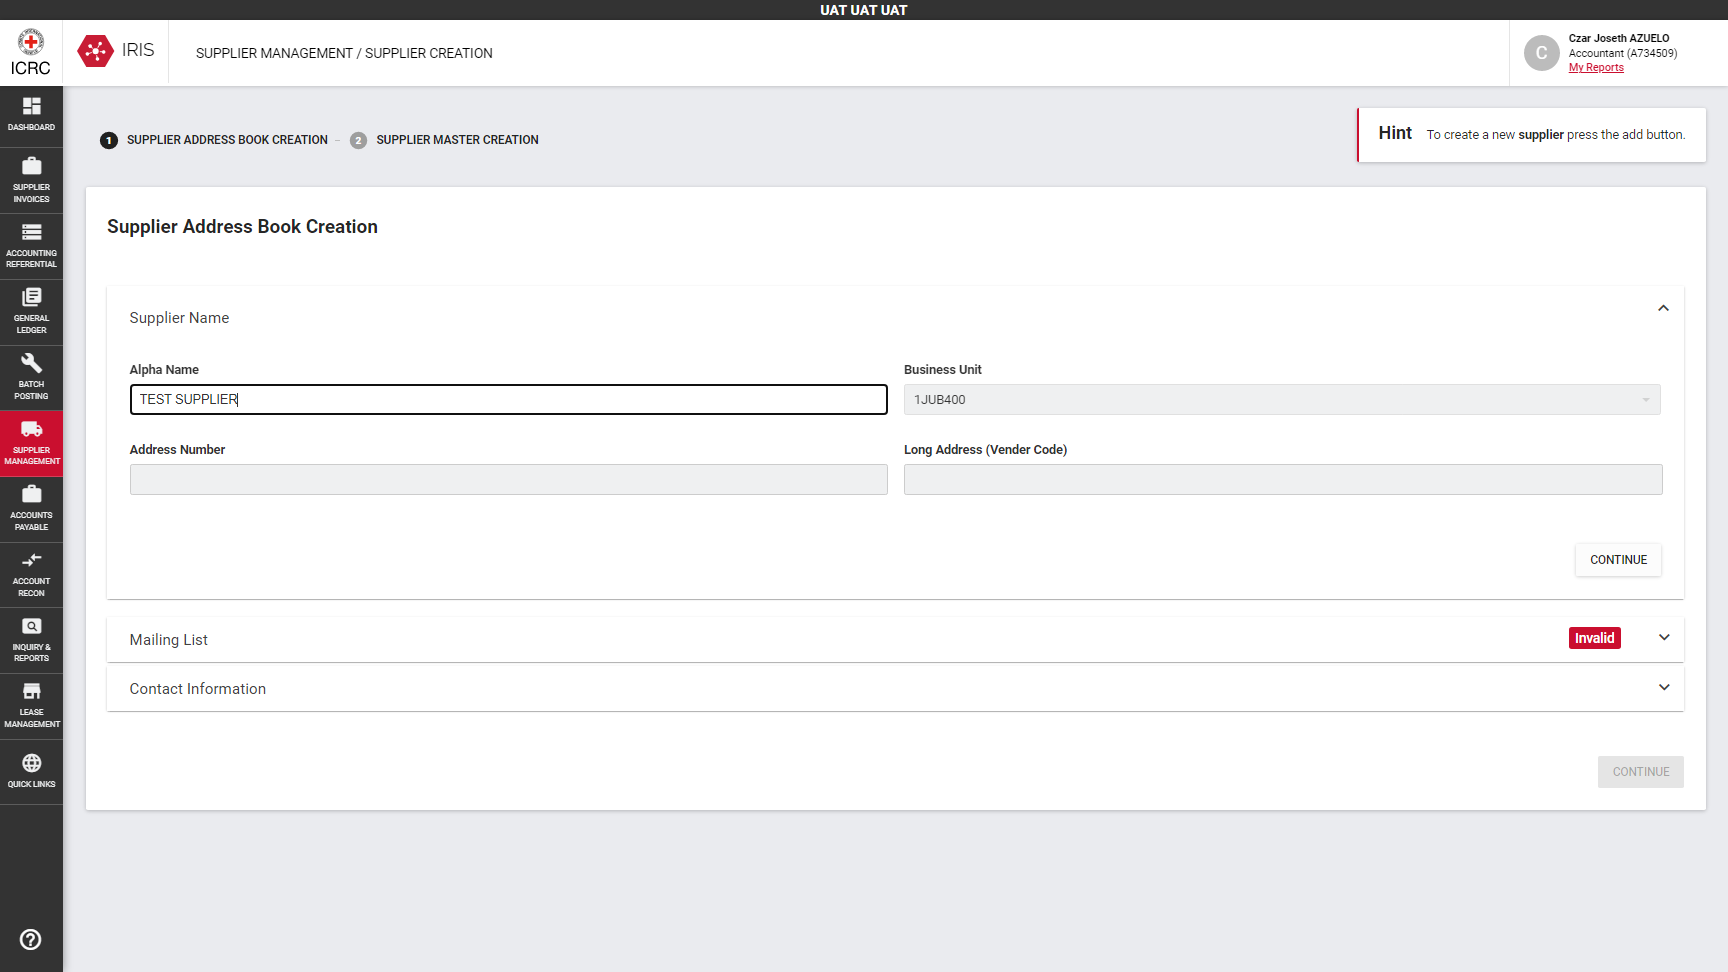 UAT UAT UAT
ICRC
IRIS
SUPPLIER MANAGEMENT / SUPPLIER CREATION
C
Czar Joseth AZUELO
Accountant (A734509)
My Reports
DASHBOARD
SUPPLIER
INVOICES
ACCOUNTING
REFERENTIAL
GENERAL
LEDGER
BATCH
POSTING
SUPPLIER
MANAGEMENT
ACCOUNTS
PAYABLE
ACCOUNT
RECON
INQUIRY &
REPORTS
LEASE
MANAGEMENT
QUICK LINKS
1 SUPPLIER ADDRESS BOOK CREATION – 2 SUPPLIER MASTER CREATION
Hint To create a new supplier press the add button.
Supplier Address Book Creation
Supplier Name
Alpha Name
TEST SUPPLIER
Business Unit
1JUB400
Address Number
Long Address (Vender Code)
CONTINUE
Mailing List
Invalid
Contact Information
CONTINUE